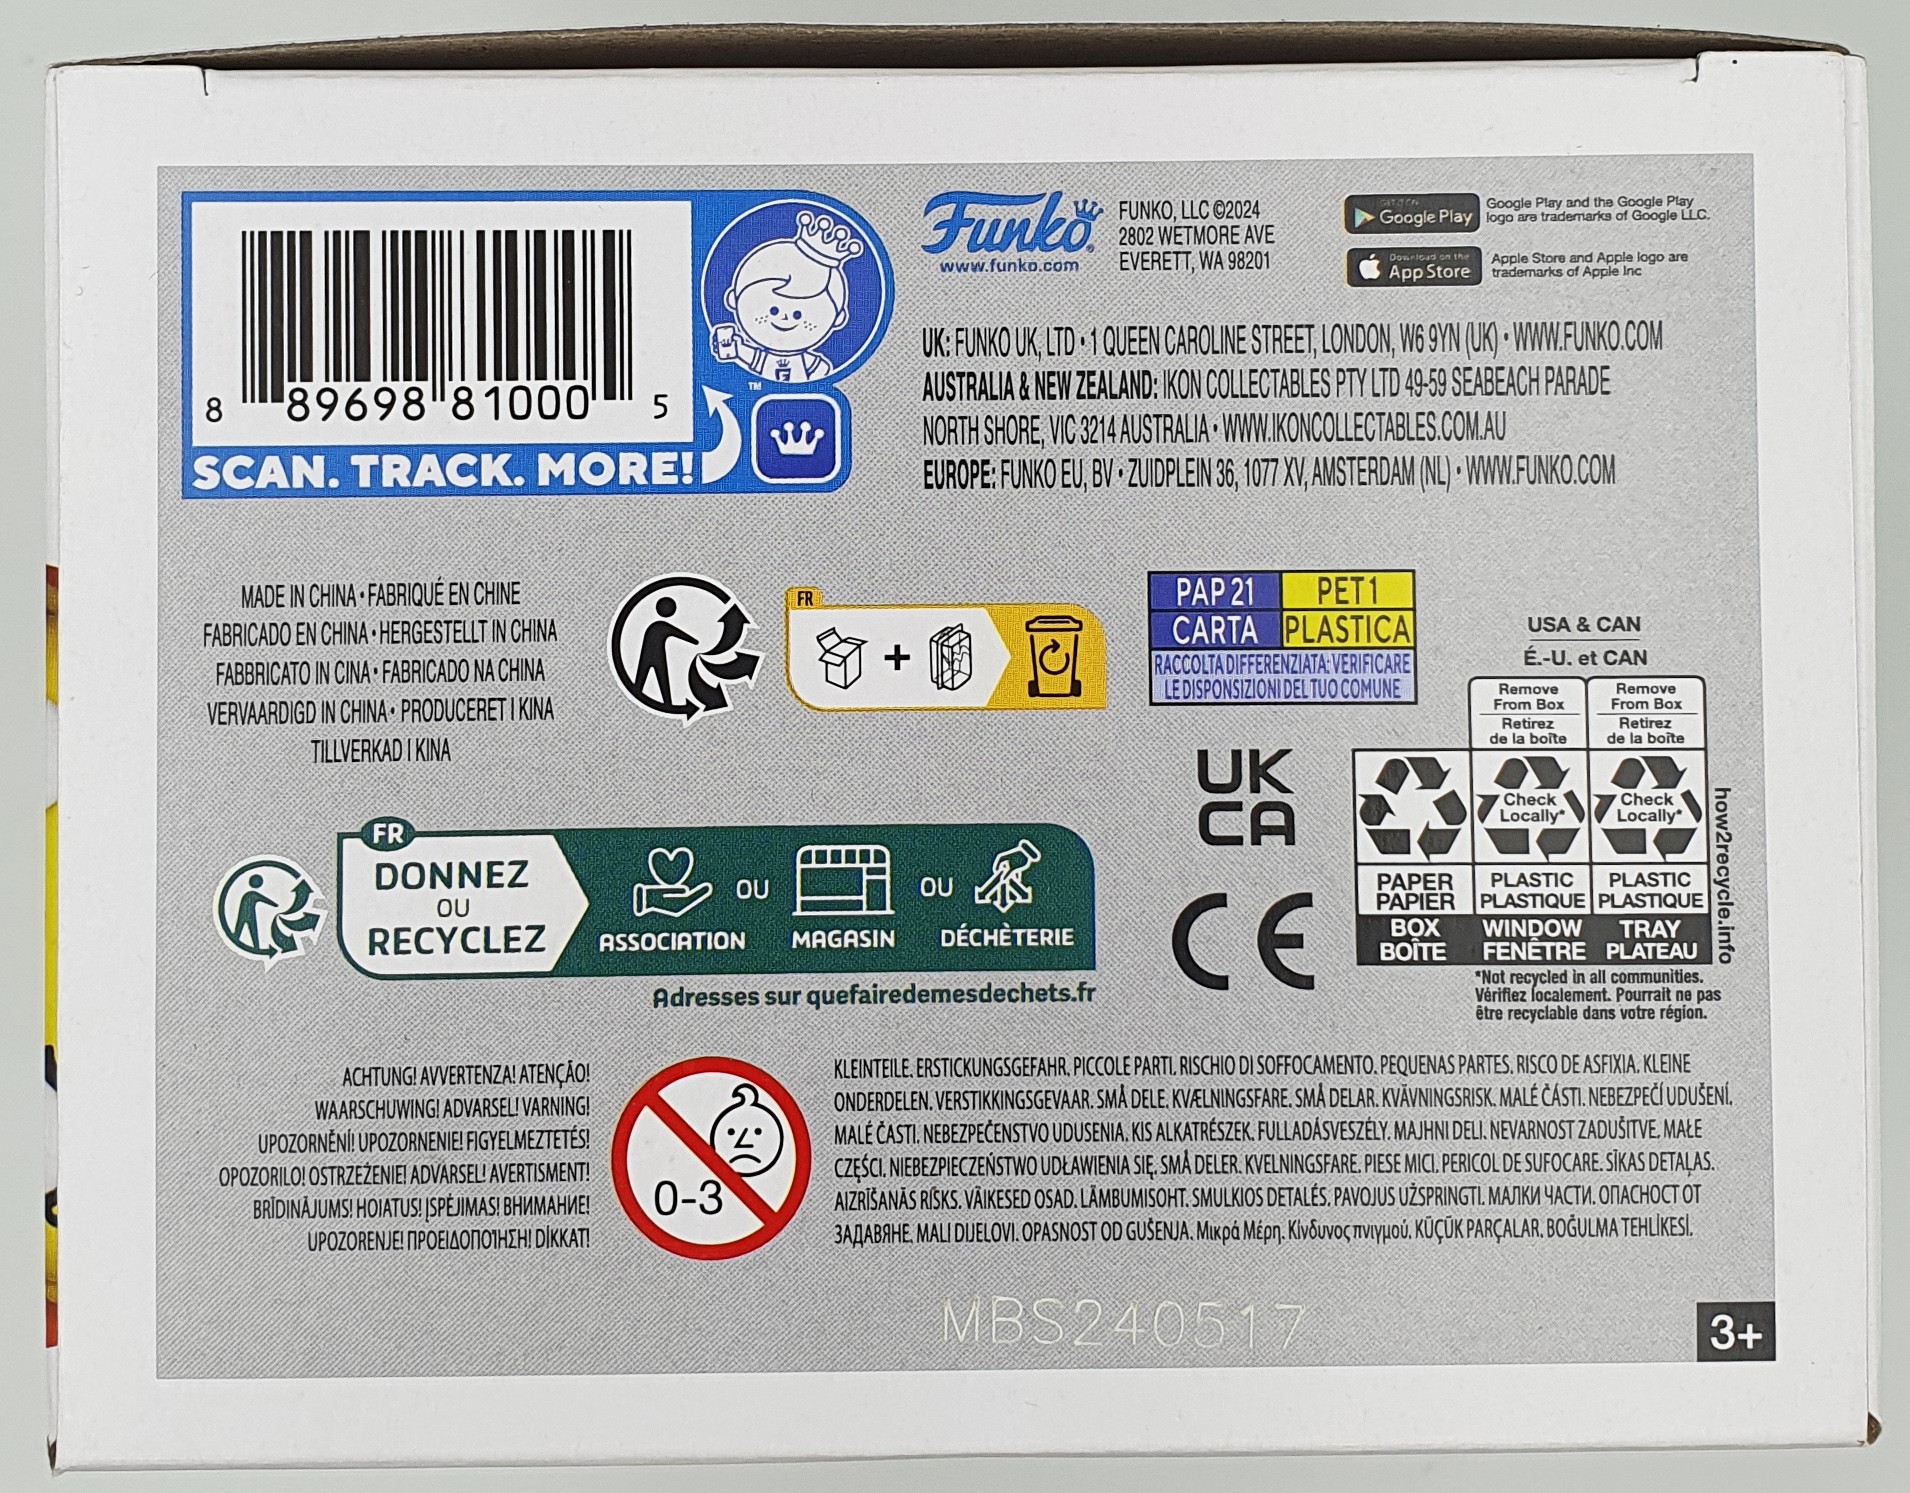 8 89698 81000 5
SCAN. TRACK. MORE!
TM
Funko
www.funko.com
FUNKO, LLC ©2024
2802 WETMORE AVE
EVERETT, WA 98201
GET IT ON
Google Play
Google Play and the Google Play
logo are trademarks of Google LLC.
Download on the
App Store
Apple Store and Apple logo are
trademarks of Apple Inc
UK: FUNKO UK, LTD • 1 QUEEN CAROLINE STREET, LONDON, W6 9YN (UK) • WWW.FUNKO.COM
AUSTRALIA & NEW ZEALAND: IKON COLLECTABLES PTY LTD 49-59 SEABEACH PARADE
NORTH SHORE, VIC 3214 AUSTRALIA • WWW.IKONCOLLECTABLES.COM.AU
EUROPE: FUNKO EU, BV • ZUIDPLEIN 36, 1077 XV, AMSTERDAM (NL) • WWW.FUNKO.COM
MADE IN CHINA • FABRIQUÉ EN CHINE
FABRICADO EN CHINA • HERGESTELLT IN CHINA
FABBRICATO IN CINA • FABRICADO NA CHINA
VERVAARDIGD IN CHINA • PRODUCERET I KINA
TILLVERKAD I KINA
FR
+
PAP 21
CARTA
PET1
PLASTICA
RACCOLTA DIFFERENZIATA: VERIFICARE
LE DISPONSIZIONI DEL TUO COMUNE
USA & CAN
É.-U. et CAN
Remove
From Box
Retirez
de la boîte
Remove
From Box
Retirez
de la boîte
Check
Locally*
Check
Locally*
PAPER
PAPIER
PLASTIC
PLASTIQUE
PLASTIC
PLASTIQUE
BOX
BOÎTE
WINDOW
FENÊTRE
TRAY
PLATEAU
how2recycle.info
*Not recycled in all communities.
Vérifiez localement. Pourrait ne pas
être recyclable dans votre région.
UK
CA
CE
FR
DONNEZ
OU
RECYCLEZ
ASSOCIATION
OU
MAGASIN
OU
DÉCHÈTERIE
Adresses sur quefairedemesdechets.fr
ACHTUNG! AVVERTENZA! ATENÇÃO!
WAARSCHUWING! ADVARSEL! VARNING!
UPOZORNĚNÍ! UPOZORNENIE! FIGYELMEZTETÉS!
OPOZORILO! OSTRZEŻENIE! ADVARSEL! AVERTISMENT!
BRĪDINĀJUMS! HOIATUS! ĮSPĖJIMAS! ВНИМАНИЕ!
UPOZORENJE! ΠΡΟΕΙΔΟΠΟΊΗΣΗ! DİKKAT!
0-3
KLEINTEILE. ERSTICKUNGSGEFAHR. PICCOLE PARTI. RISCHIO DI SOFFOCAMENTO. PEQUENAS PARTES. RISCO DE ASFIXIA. KLEINE
ONDERDELEN. VERSTIKKINGSGEVAAR. SMÅ DELE. KVÆLNINGSFARE. SMÅ DELAR. KVÄVNINGSRISK. MALÉ ČÁSTI. NEBEZPEČÍ UDUŠENÍ.
MALÉ ČASTI. NEBEZPEČENSTVO UDUSENIA. KIS ALKATRÉSZEK. FULLADÁSVESZÉLY. MAJHNI DELI. NEVARNOST ZADUŠITVE. MAŁE
CZĘŚCI. NIEBEZPIECZEŃSTWO UDŁAWIENIA SIĘ. SMÅ DELER. KVELNINGSFARE. PIESE MICI. PERICOL DE SUFOCARE. SĪKAS DETAĻAS.
AIZRĪŠANĀS RĪSKS. VÄIKESED OSAD. LÄMBUMISOHT. SMULKIOS DETALĖS. PAVOJUS UŽSPRINGTI. МАЛКИ ЧАСТИ. ОПАСНОСТ ОТ
ЗАДАВЯНЕ. MALI DIJELOVI. OPASNOST OD GUŠENJA. Μικρά Μέρη. Κίνδυνος πνιγμού. KÜÇÜK PARÇALAR. BOĞULMA TEHLİKESİ.
MBS240517
3+